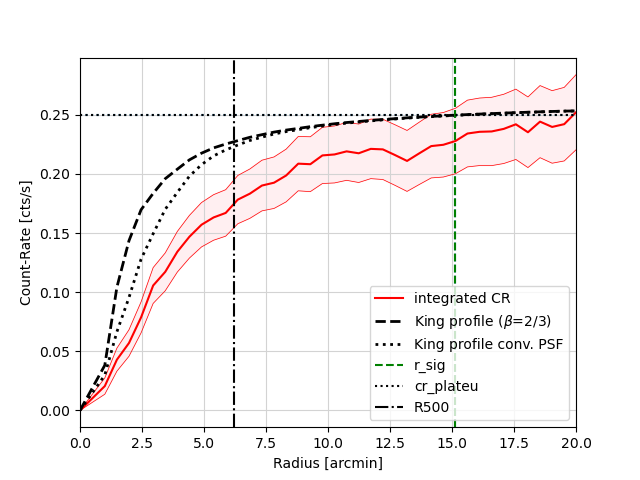 0.25
0.20
0.15
0.10
0.05
0.00
Count-Rate [cts/s]
integrated CR
King profile (β=2/3)
King profile conv. PSF
r_sig
cr_plateu
R500
0.0 2.5 5.0 7.5 10.0 12.5 15.0 17.5 20.0
Radius [arcmin]